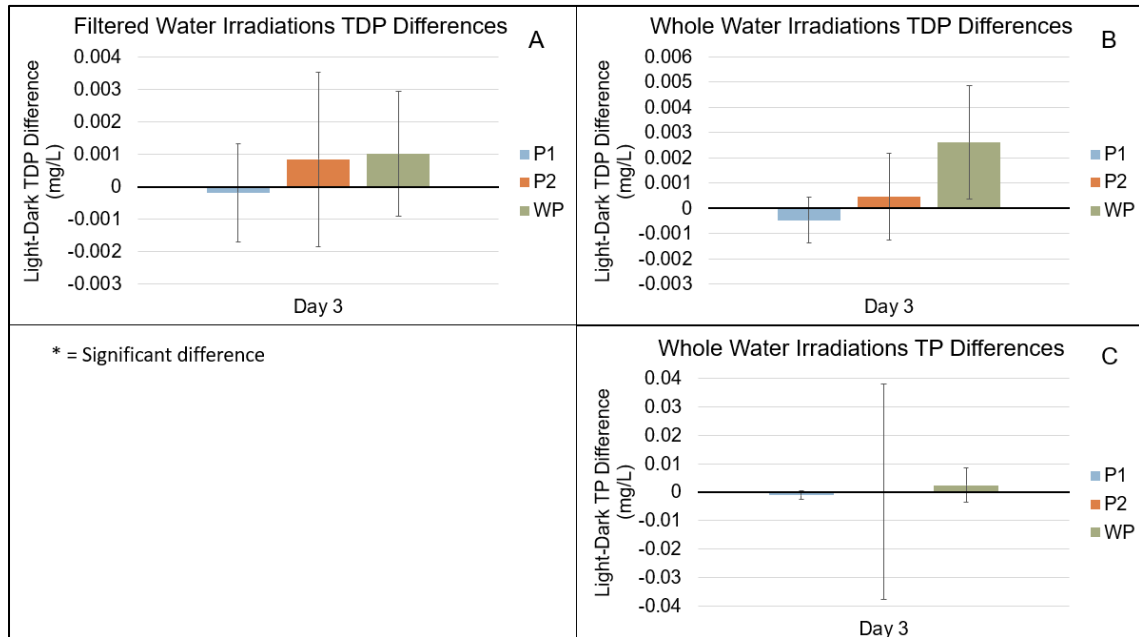 Filtered Water Irradiations TDP Differences
A
Light-Dark TDP Difference
(mg/L)
0.004
0.003
0.002
0.001
0
-0.001
-0.002
-0.003
Day 3
P1
P2
WP
Whole Water Irradiations TDP Differences
B
Light-Dark TDP Difference
(mg/L)
0.006
0.005
0.004
0.003
0.002
0.001
0
-0.001
-0.002
-0.003
Day 3
P1
P2
WP
* = Significant difference
Whole Water Irradiations TP Differences
C
Light-Dark TP Difference
(mg/L)
0.04
0.03
0.02
0.01
0
-0.01
-0.02
-0.03
-0.04
Day 3
P1
P2
WP